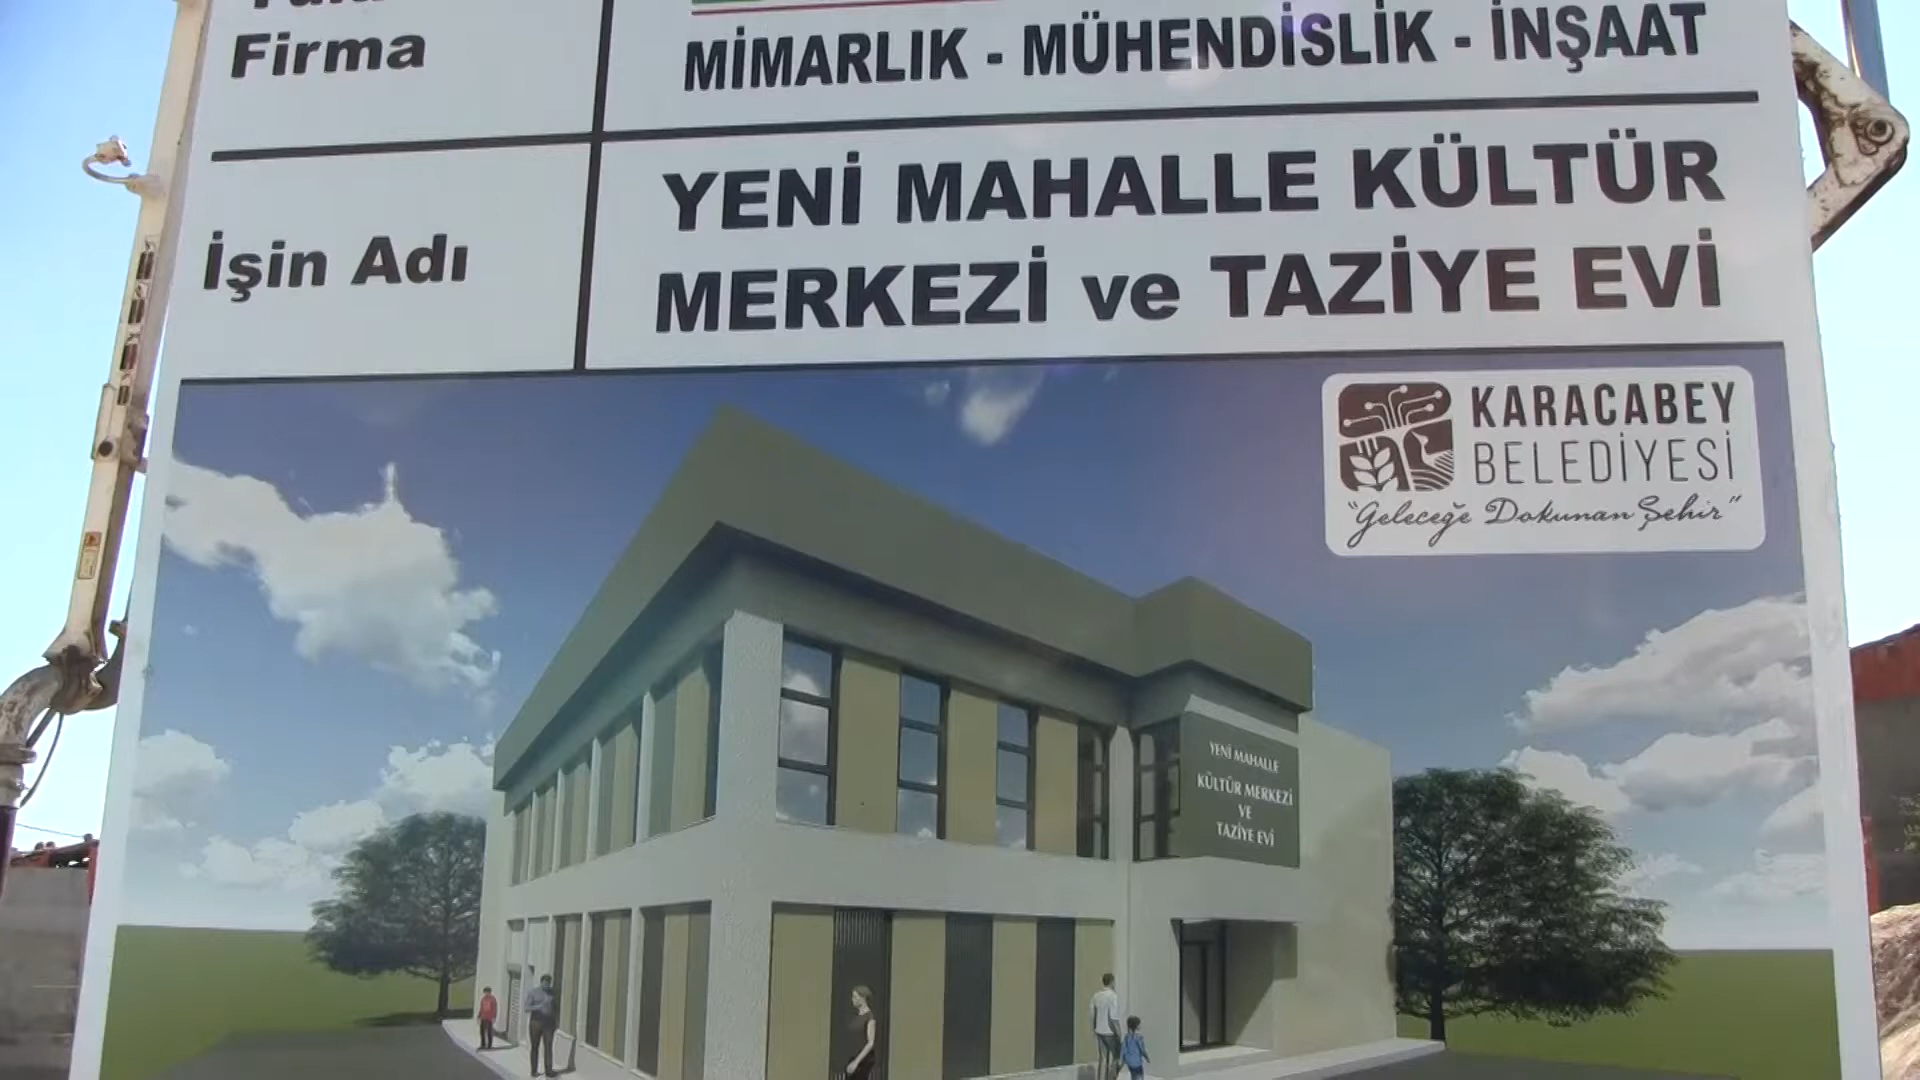 Firma
MİMARLIK - MÜHENDİSLİK - İNŞAAT
İşin Adı
YENİ MAHALLE KÜLTÜR
MERKEZİ ve TAZİYE EVİ
KARACABEY
BELEDİYESİ
"Geleceğe Dokunan Şehir"
YENİ MAHALLE
KÜLTÜR MERKEZİ
VE
TAZİYE EVİ